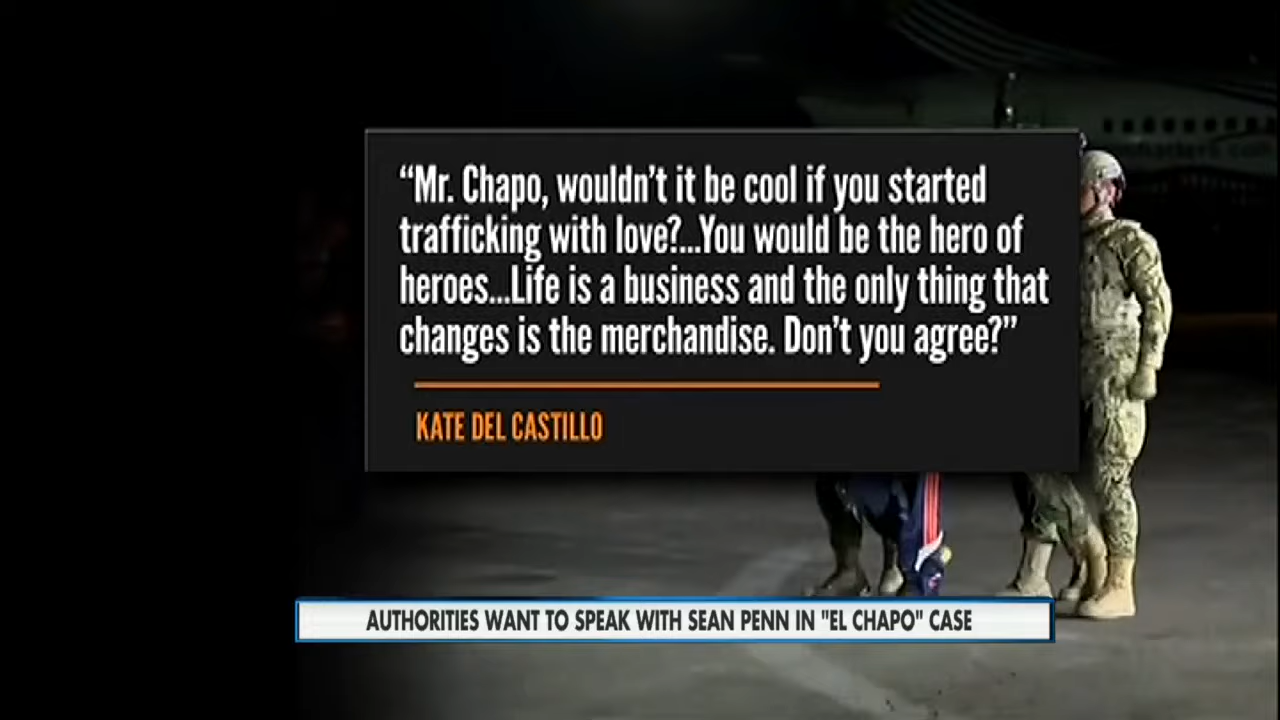 “Mr. Chapo, wouldn’t it be cool if you started
trafficking with love?...You would be the hero of
heroes...Life is a business and the only thing that
changes is the merchandise. Don’t you agree?”
KATE DEL CASTILLO
AUTHORITIES WANT TO SPEAK WITH SEAN PENN IN "EL CHAPO" CASE